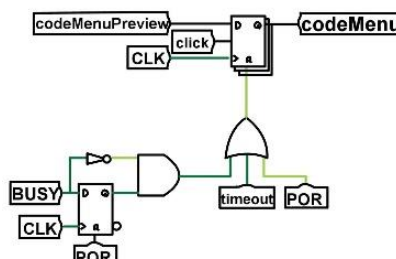 codeMenuPreview
D Q
codeMenu
click
CLK
R
BUSY
D Q
timeout
POR
CLK
R
POR